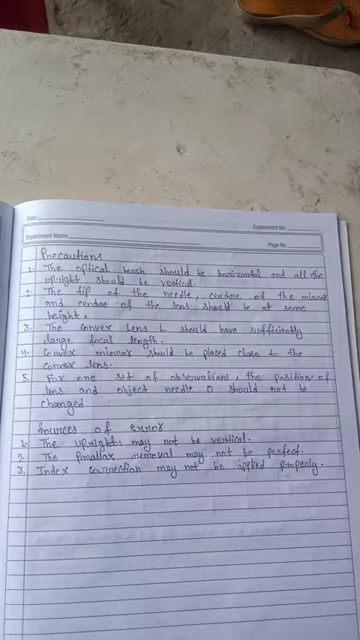 Date
Experiment No.
Experiment Name
Page No.
Precautions
1. The optical bench should be horizontal and all the
upright should be vertical.
2. The tip of the needle, centre of the mirror
and centre of the lens should be at same
height.
3. The convex lens L should have sufficiently
large focal length.
4. Convex mirror should be placed close to the
convex lens.
5. For one set of observations, the position of
lens and object needle O should not be
changed
Sources of error
1. The uprights may not be vertical.
2. The Parallax removal may not be perfect.
3. Index correction may not be applied properly.